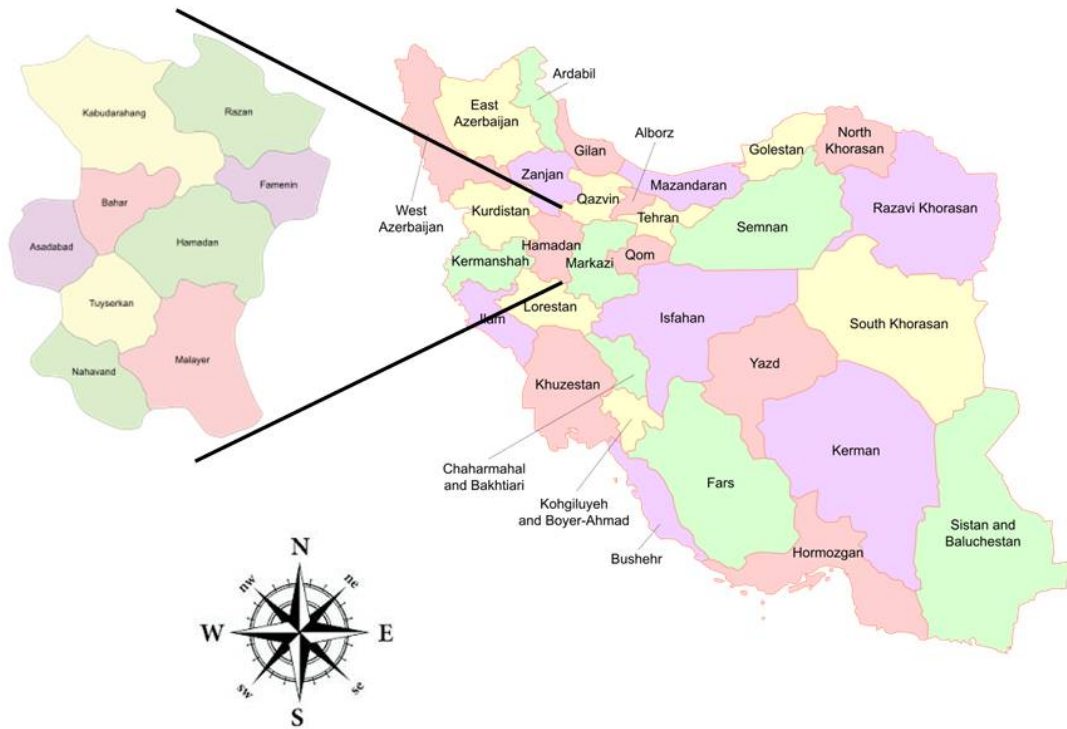 Kabudarahang
Razan
Famenin
Bahar
Asadabad
Hamadan
Tuyserkan
Malayer
Nahavand
Ardabil
East
Azerbaijan
Alborz
Gilan
Golestan
North
Khorasan
Zanjan
Qazvin
Mazandaran
Razavi Khorasan
West
Azerbaijan
Kurdistan
Tehran
Semnan
Hamadan
Kermanshah
Markazi
Qom
Lorestan
Ilam
Isfahan
South Khorasan
Khuzestan
Yazd
Chaharmahal
and Bakhtiari
Kohgiluyeh
and Boyer-Ahmad
Bushehr
Fars
Kerman
Hormozgan
Sistan and
Baluchestan
N
nw
ne
W
E
sw
se
S